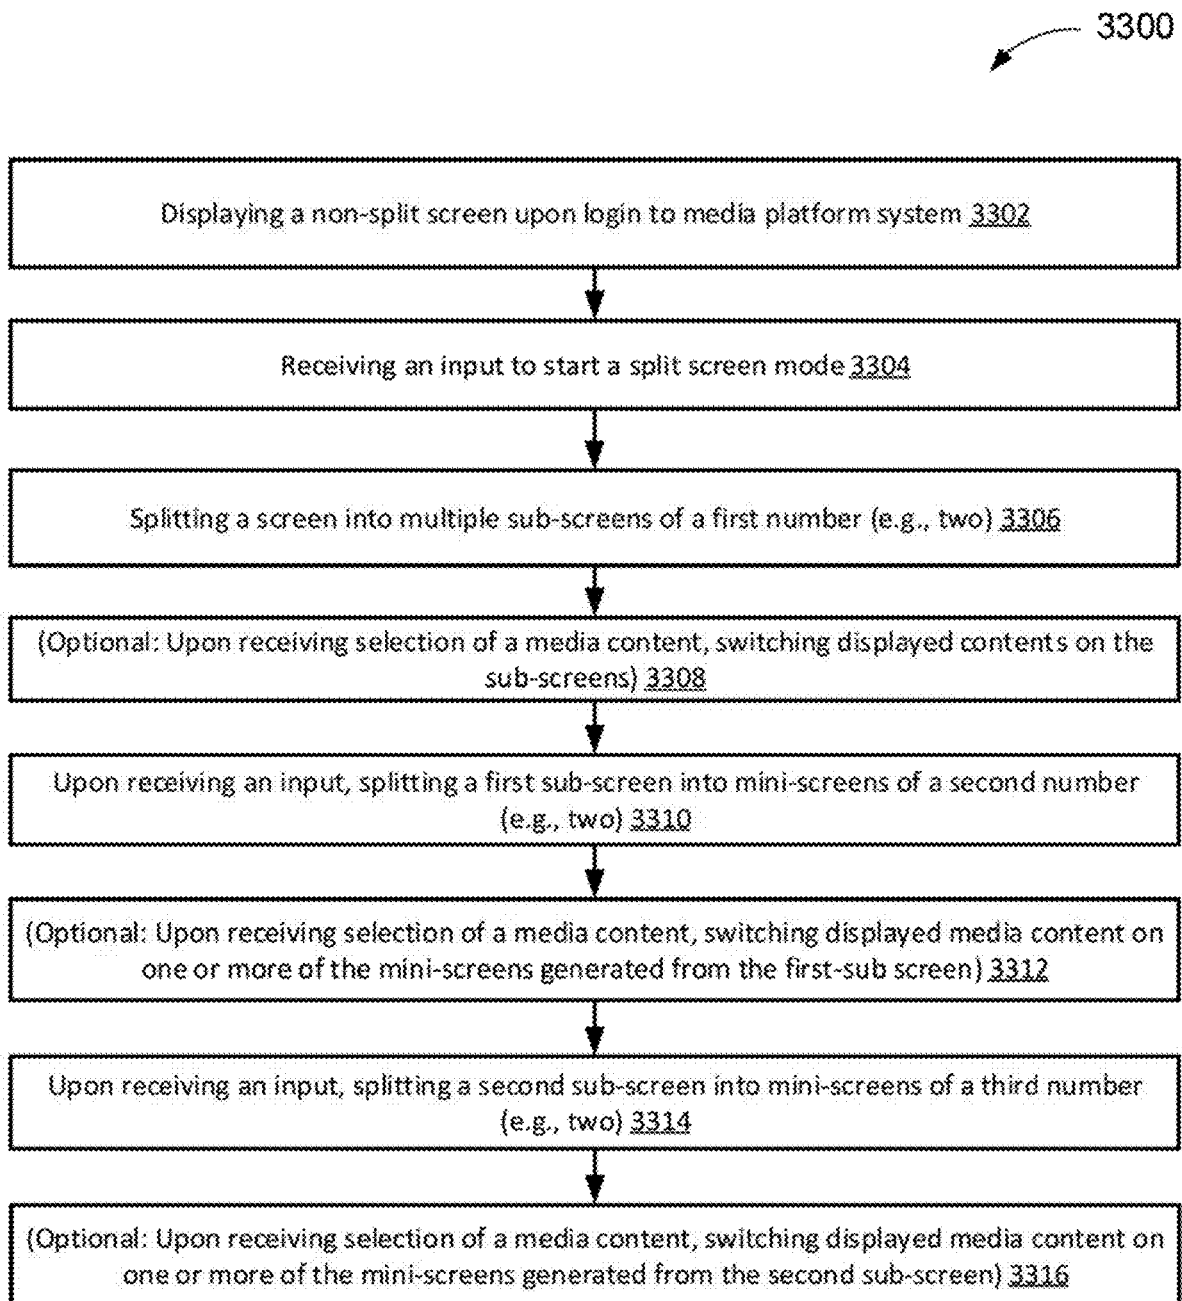 3300
Displaying a non-split screen upon login to media platform system 3302
Receiving an input to start a split screen mode 3304
Splitting a screen into multiple sub-screens of a first number (e.g., two) 3306
(Optional: Upon receiving selection of a media content, switching displayed contents on the
sub-screens) 3308
Upon receiving an input, splitting a first sub-screen into mini-screens of a second number
(e.g., two) 3310
(Optional: Upon receiving selection of a media content, switching displayed media content on
one or more of the mini-screens generated from the first-sub screen) 3312
Upon receiving an input, splitting a second sub-screen into mini-screens of a third number
(e.g., two) 3314
(Optional: Upon receiving selection of a media content, switching displayed media content on
one or more of the mini-screens generated from the second sub-screen) 3316